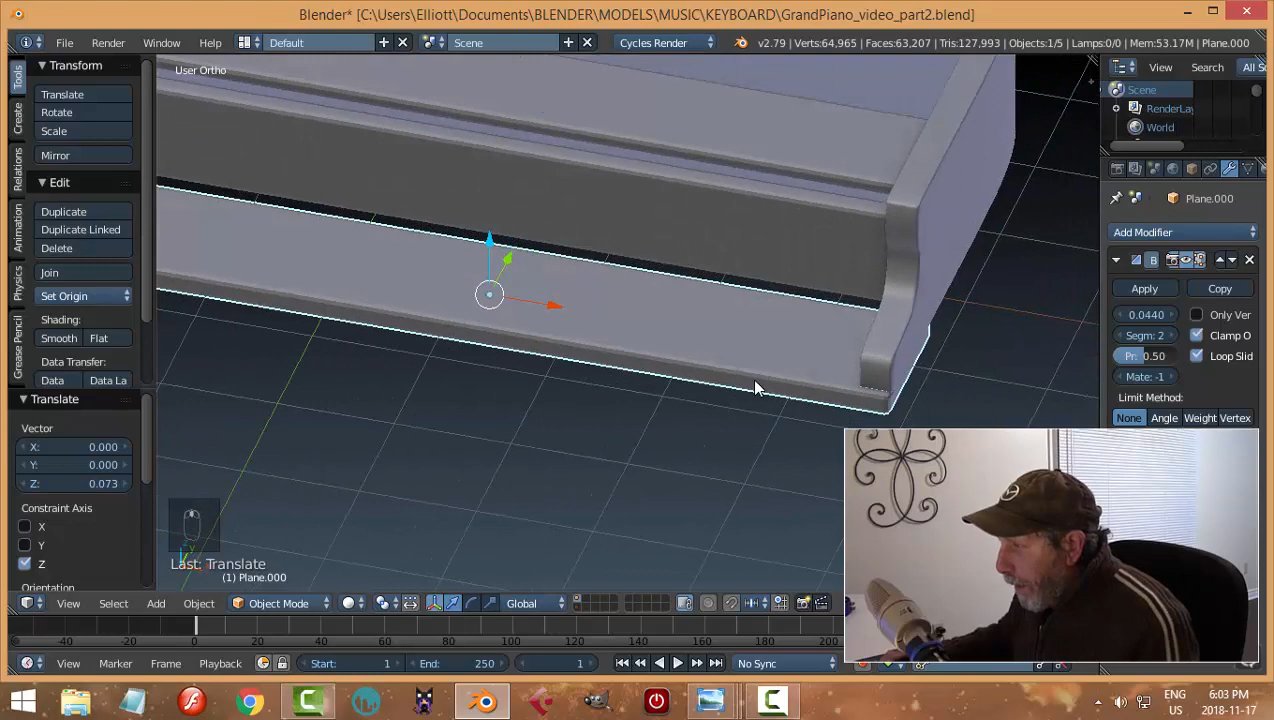 Blender* [C:\Users\Elliott\Documents\BLENDER\MODELS\MUSIC\KEYBOARD\GrandPiano_video_part2.blend]
File Render Window Help Default Scene Cycles Render v2.79 | Verts:64,965 | Faces:63,207 | Tris:127,993 | Objects:1/5 | Lamps:0/0 | Mem:53.17M | Plane.000
Tools
Create
Relations
Animation
Physics
Grease Pencil
Transform
Translate
Rotate
Scale
Mirror
Edit
Duplicate
Duplicate Linked
Delete
Join
Set Origin
Shading:
Smooth Flat
Data Transfer:
Data Data La
Translate
Vector
X: 0.000
Y: 0.000
Z: 0.073
Constraint Axis
X
Y
Z
Orientation
User Ortho
Last: Translate
(1) Plane.000
View Search All S
Scene
RenderLay
World
Plane.000
Add Modifier
B
Apply Copy
0.0440 Only Ver
Segm: 2 Clamp O
Pr: 0.50 Loop Slid
Mate: -1
Limit Method:
None Angle Weight Vertex
View Select Add Object Object Mode Global
-40 -20 0 20 40 60 80 100 120 140 160 180 200
View Marker Frame Playback Start: 1 End: 250 1 No Sync
ENG 6:03 PM
US 2018-11-17